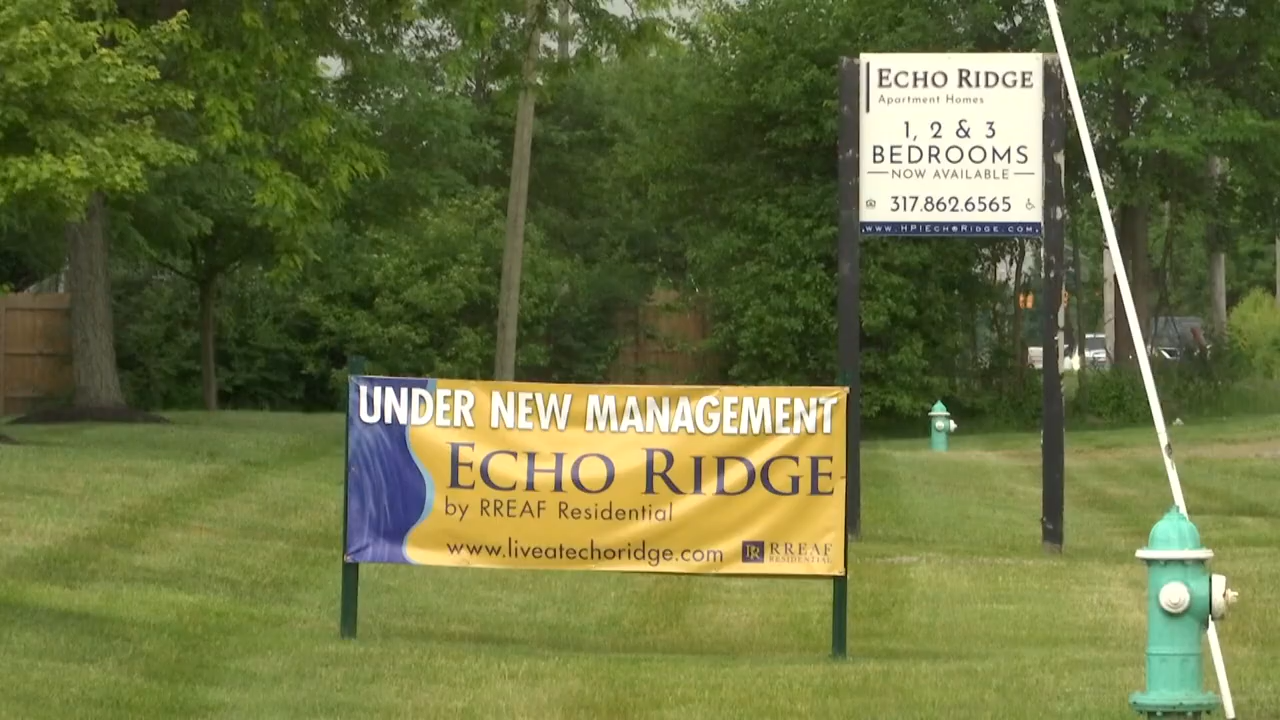 ECHO RIDGE
Apartment Homes
1, 2 & 3
BEDROOMS
NOW AVAILABLE
317.862.6565
WWW.HPIECHORIDGE.COM
UNDER NEW MANAGEMENT
ECHO RIDGE
by RREAF Residential
www.liveatechoridge.com
RREAF
RESIDENTIAL